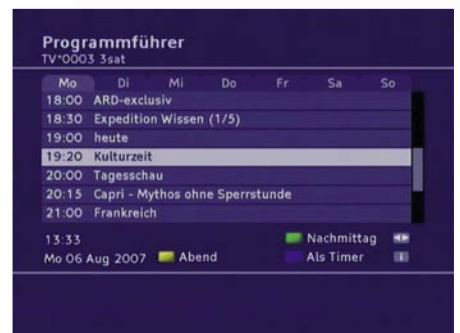 Programmführer
TV*0003 3sat
Mo Di Mi Do Fr Sa So
18:00 ARD-exclusiv
18:30 Expedition Wissen (1/5)
19:00 heute
19:20 Kulturzeit
20:00 Tagesschau
20:15 Capri - Mythos ohne Sperrstunde
21:00 Frankreich
13:33 Nachmittag
Mo 06 Aug 2007 Abend Als Timer i